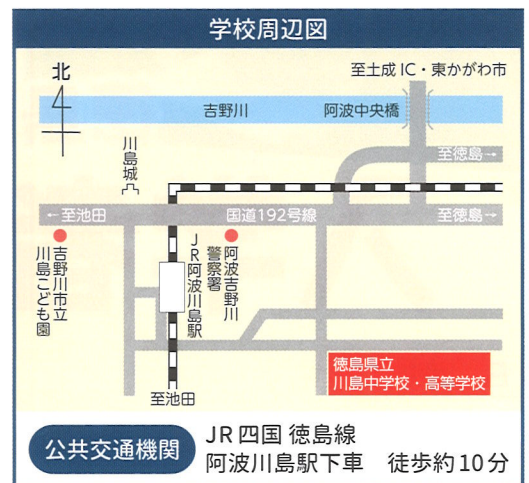 学校周辺図
北
至土成IC・東かがわ市
吉野川
阿波中央橋
川島城
至徳島→
←至池田
国道192号線
至徳島→
吉野川市立
川島こども園
JR阿波川島駅
阿波吉野川
警察署
徳島県立
川島中学校・高等学校
至池田
公共交通機関
JR四国 徳島線
阿波川島駅下車 徒歩約10分